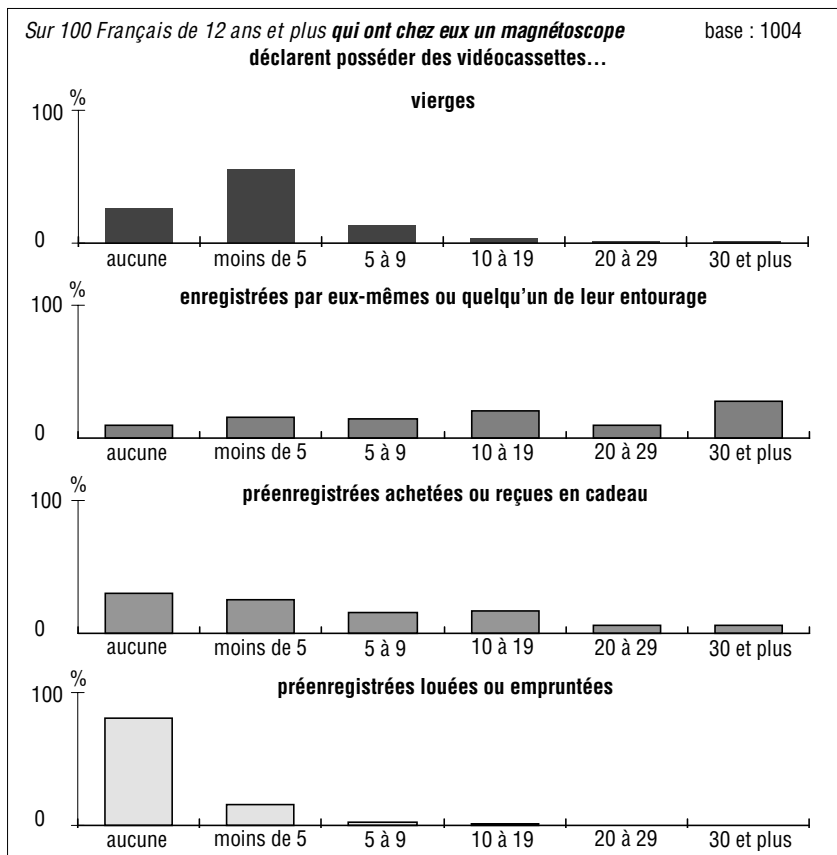 Sur 100 Français de 12 ans et plus qui ont chez eux un magnétoscope base : 1004
déclarent posséder des vidéocassettes…
vierges
100 %
0
aucune moins de 5 5 à 9 10 à 19 20 à 29 30 et plus
%
100
enregistrées par eux-mêmes ou quelqu’un de leur entourage
0
aucune moins de 5 5 à 9 10 à 19 20 à 29 30 et plus
%
100
préenregistrées achetées ou reçues en cadeau
0
aucune moins de 5 5 à 9 10 à 19 20 à 29 30 et plus
%
100
préenregistrées louées ou empruntées
0
aucune moins de 5 5 à 9 10 à 19 20 à 29 30 et plus